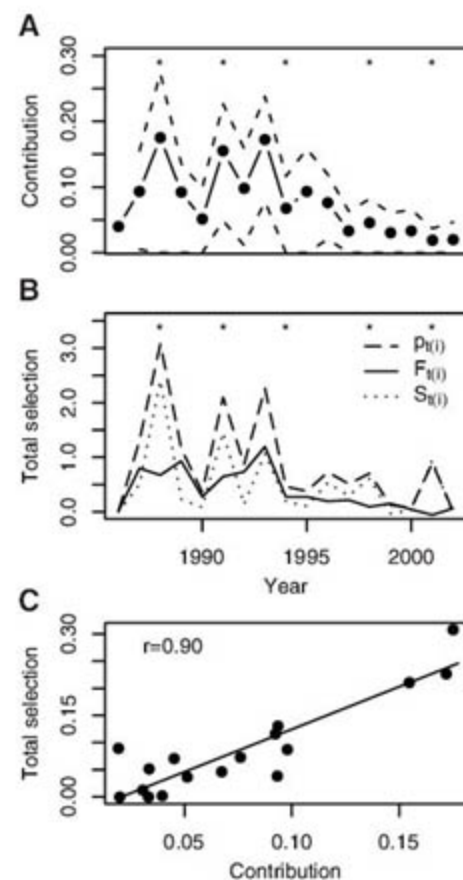 A
Contribution
0.30
0.20
0.10
0.00
* * * * *
B
Total selection
3.0
2.0
1.0
0.0
* * * * *
pt(i)
Ft(i)
St(i)
1990 1995 2000
Year
C
Total selection
0.30
0.15
0.00
r=0.90
0.05 0.10 0.15
Contribution